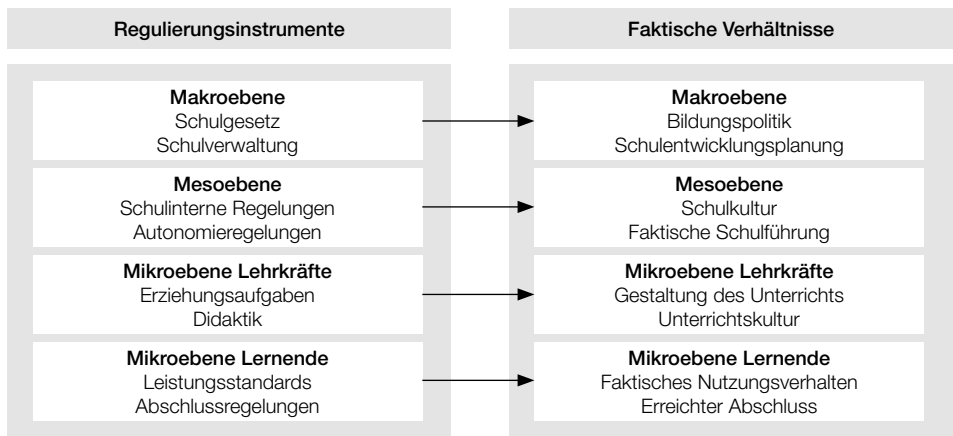 Regulierungsinstrumente
Makroebene
Schulgesetz
Schulverwaltung
Mesoebene
Schulinterne Regelungen
Autonomieregelungen
Mikroebene Lehrkräfte
Erziehungsaufgaben
Didaktik
Mikroebene Lernende
Leistungsstandards
Abschlussregelungen
Faktische Verhältnisse
Makroebene
Bildungspolitik
Schulentwicklungsplanung
Mesoebene
Schulkultur
Faktische Schulführung
Mikroebene Lehrkräfte
Gestaltung des Unterrichts
Unterrichtskultur
Mikroebene Lernende
Faktisches Nutzungsverhalten
Erreichter Abschluss